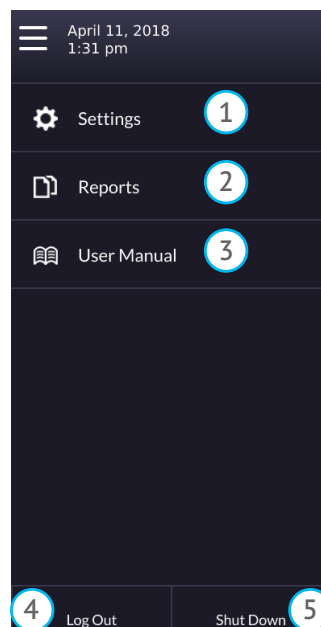 April 11, 2018
1:31 pm
Settings 1
Reports 2
User Manual 3
4 Log Out Shut Down 5